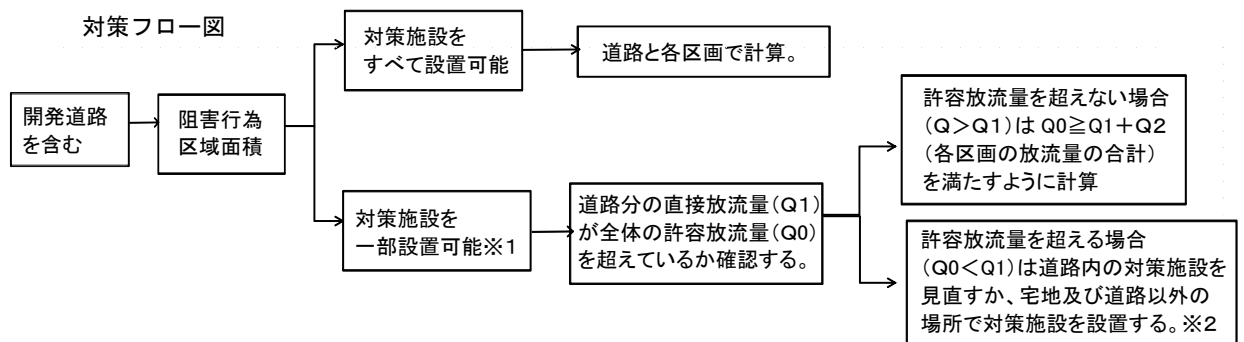 対策フロー図
開発道路
を含む
阻害行為
区域面積
対策施設を
すべて設置可能
道路と各区画で計算。
対策施設を
一部設置可能※1
道路分の直接放流量(Q1)
が全体の許容放流量(Q0)
を超えているか確認する。
許容放流量を超えない場合
(Q＞Q1)は Q0≧Q1＋Q2
(各区画の放流量の合計)
を満たすように計算
許容放流量を超える場合
(Q0＜Q1)は道路内の対策施設を
見直すか、宅地及び道路以外の
場所で対策施設を設置する。※2